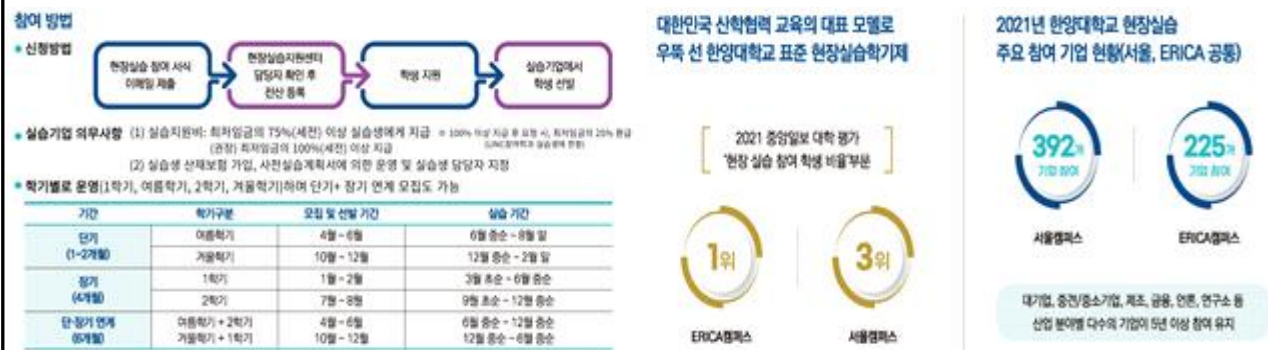 참여 방법
• 신청방법
현장실습 참여 서식
이메일 제출
현장실습지원센터
담당자 확인 후
전산 등록
학생 지원
실습기업에서
학생 선발
• 실습기업 의무사항 (1) 실습지원비: 최저임금의 75%(세전) 이상 실습생에게 지급 ※ 100% 이상 지급 후 요청 시, 최저임금의 25% 환급
(권장) 최저임금의 100%(세전) 이상 지급
(2) 실습생 산재보험 가입, 사전실습계획서에 의한 운영 및 실습생 담당자 지정
• 학기별로 운영(1학기, 여름학기, 2학기, 겨울학기)하며 단기+ 장기 연계 모집도 가능
기간 학기구분 모집 및 선발 기간 실습 기간
단기
(1~2개월)
여름학기 4월 ~ 6월 6월 중순 ~ 8월 말
겨울학기 10월 ~ 12월 12월 중순 ~ 2월 말
장기
(4개월)
1학기 1월 ~ 2월 3월 초순 ~ 6월 중순
2학기 7월 ~ 8월 9월 초순 ~ 12월 중순
단·장기 연계
(6개월)
여름학기 + 2학기 4월 ~ 6월 6월 중순 ~ 12월 중순
겨울학기 + 1학기 10월 ~ 12월 12월 중순 ~ 6월 중순
대한민국 산학협력 교육의 대표 모델로
우뚝 선 한양대학교 표준 현장실습학기제
2021 중앙일보 대학 평가
'현장 실습 참여 학생 비율'부문
1위
ERICA캠퍼스
3위
서울캠퍼스
2021년 한양대학교 현장실습
주요 참여 기업 현황(서울, ERICA 공통)
392개
기업 참여
서울캠퍼스
225개
기업 참여
ERICA캠퍼스
대기업, 중견/중소기업, 제조, 금융, 언론, 연구소 등
산업 분야별 다수의 기업이 5년 이상 참여 유지